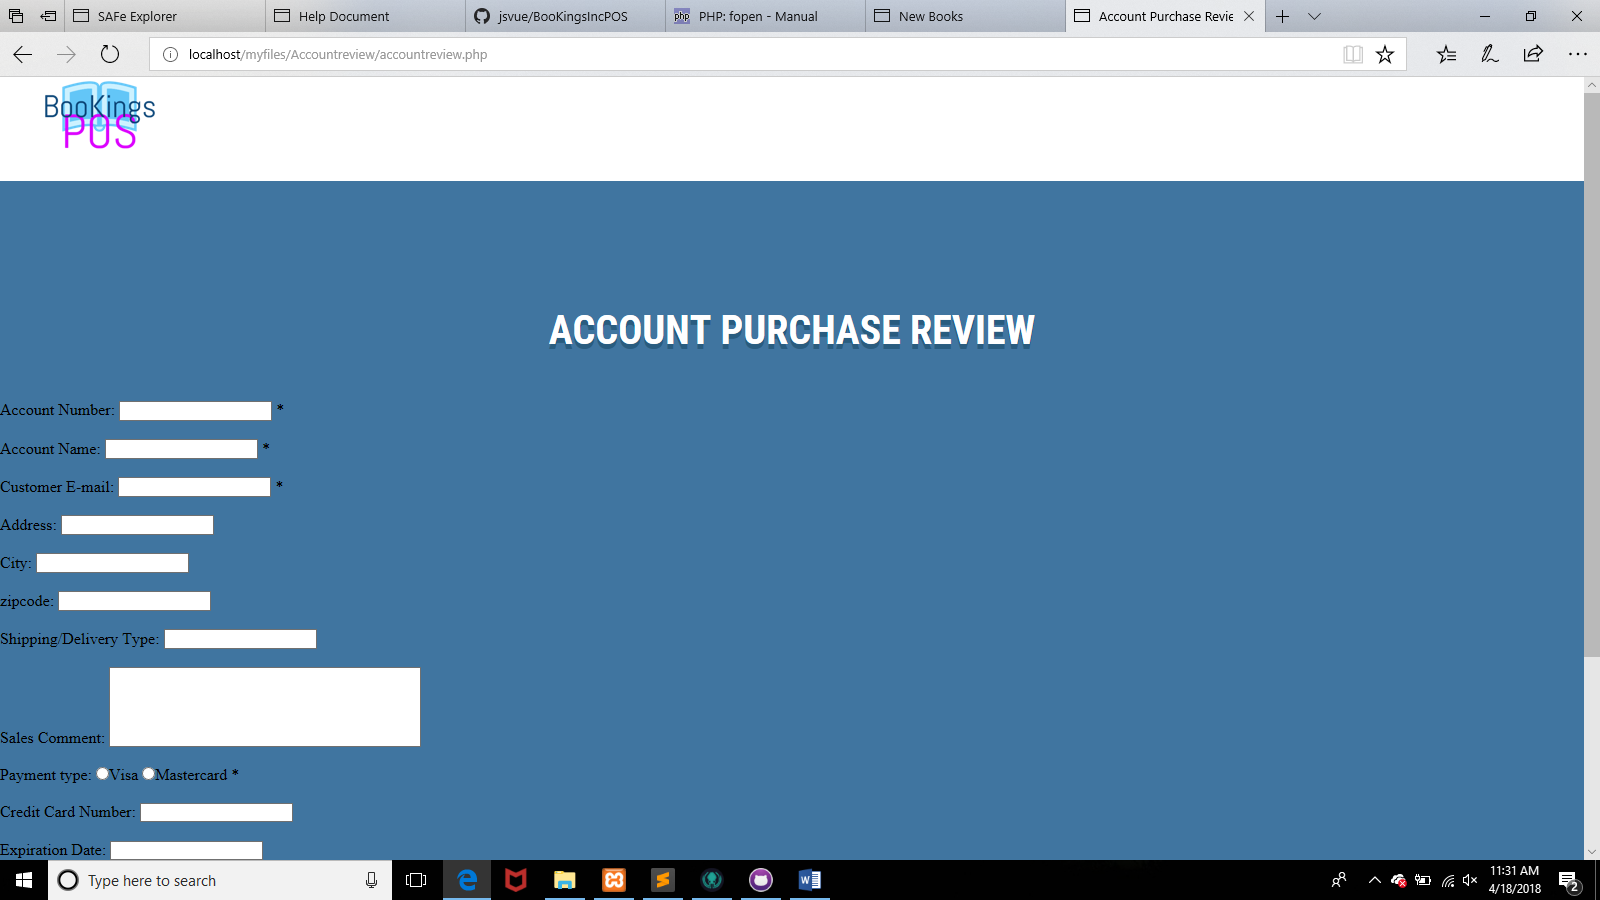 SAFe Explorer
Help Document
jsvue/BooKingsIncPOS
php PHP: fopen - Manual
New Books
Account Purchase Revie
localhost/myfiles/Accountreview/accountreview.php
BooKings
POS
ACCOUNT PURCHASE REVIEW
Account Number: *
Account Name: *
Customer E-mail: *
Address:
City:
zipcode:
Shipping/Delivery Type:
Sales Comment:
Payment type: Visa Mastercard *
Credit Card Number:
Expiration Date:
Type here to search
11:31 AM
4/18/2018
2